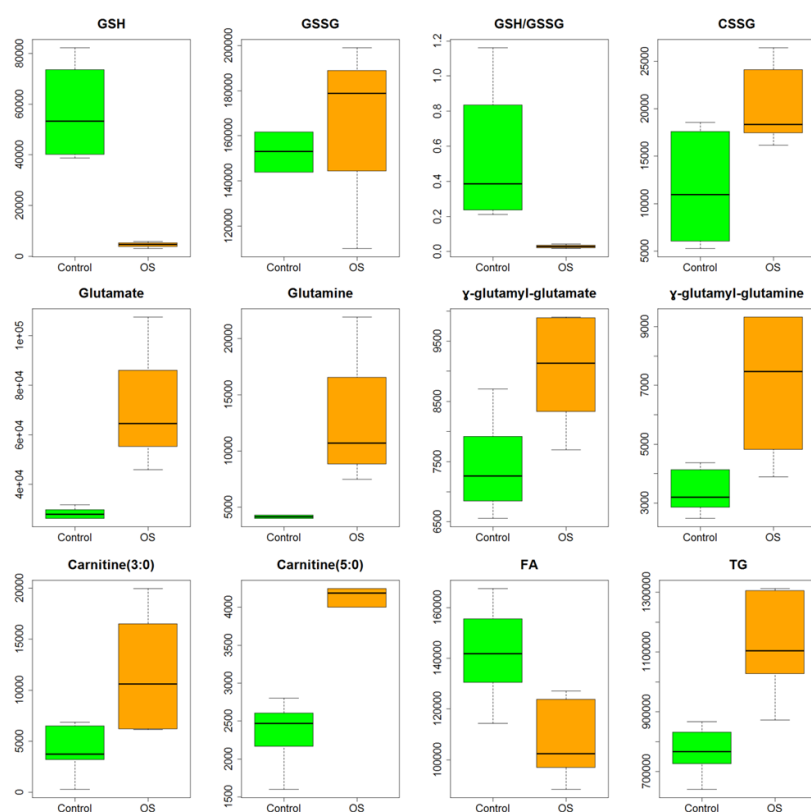 GSH
GSSG
GSH/GSSG
CSSG
0 20000 40000 60000 80000
120000 140000 160000 180000 200000
0.0 0.2 0.4 0.6 0.8 1.0 1.2
5000 10000 15000 20000 25000
Control OS
Control OS
Control OS
Control OS
Glutamate
Glutamine
ɣ-glutamyl-glutamate
ɣ-glutamyl-glutamine
4e+04 6e+04 8e+04 1e+05
5000 10000 15000 20000
6500 7500 8500 9500
3000 5000 7000 9000
Control OS
Control OS
Control OS
Control OS
Carnitine(3:0)
Carnitine(5:0)
FA
TG
0 5000 10000 15000 20000
1500 2000 2500 3000 3500 4000
100000 120000 140000 160000
700000 900000 1100000 1300000
Control OS
Control OS
Control OS
Control OS